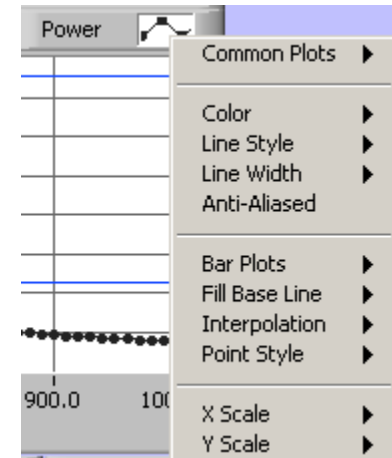 Power
Common Plots
Color
Line Style
Line Width
Anti-Aliased
Bar Plots
Fill Base Line
Interpolation
Point Style
900.0
X Scale
Y Scale